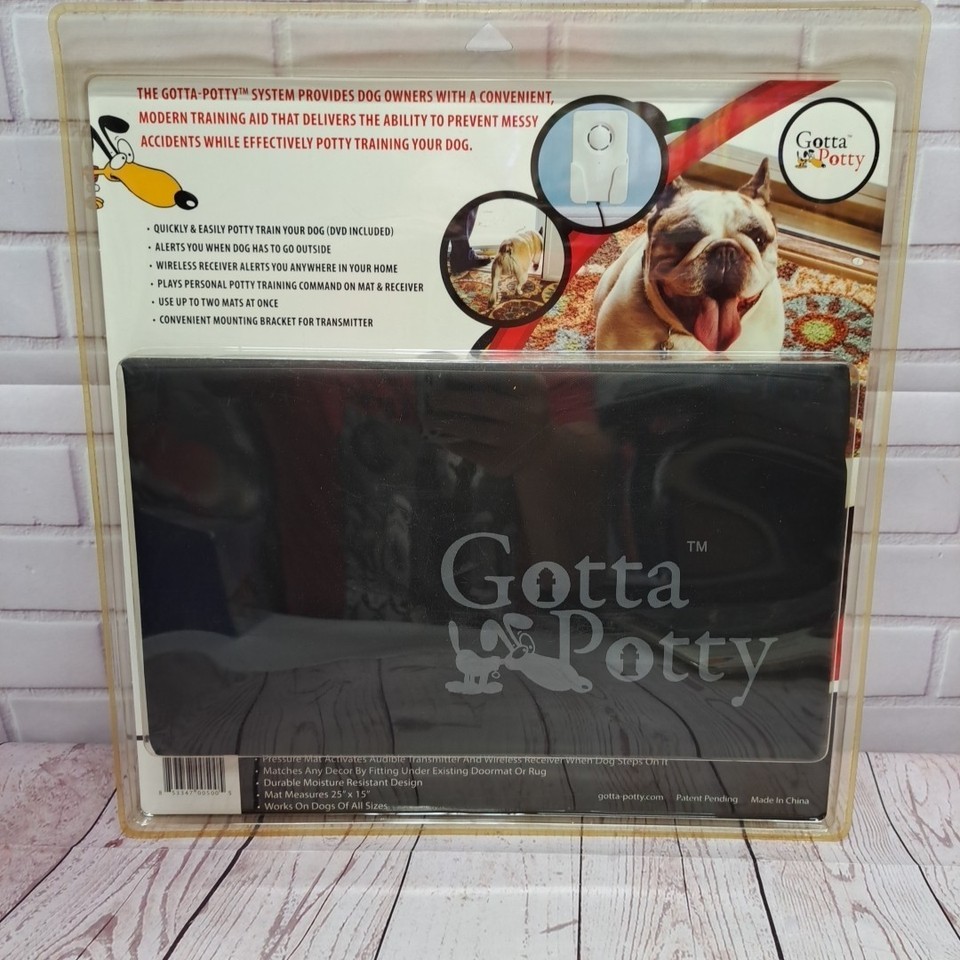 THE GOTTA-POTTY™ SYSTEM PROVIDES DOG OWNERS WITH A CONVENIENT,
MODERN TRAINING AID THAT DELIVERS THE ABILITY TO PREVENT MESSY
ACCIDENTS WHILE EFFECTIVELY POTTY TRAINING YOUR DOG.
Gotta™
Potty
• QUICKLY & EASILY POTTY TRAIN YOUR DOG (DVD INCLUDED)
• ALERTS YOU WHEN DOG HAS TO GO OUTSIDE
• WIRELESS RECEIVER ALERTS YOU ANYWHERE IN YOUR HOME
• PLAYS PERSONAL POTTY TRAINING COMMAND ON MAT & RECEIVER
• USE UP TO TWO MATS AT ONCE
• CONVENIENT MOUNTING BRACKET FOR TRANSMITTER
Gotta™
Potty
• Pressure Mat Activates Audible Transmitter And Wireless Receiver When Dog Steps On It
• Matches Any Decor By Fitting Under Existing Doormat Or Rug
• Durable Moisture Resistant Design
• Mat Measures 25" x 15"
• Works On Dogs Of All Sizes
gotta-potty.com Patent Pending Made In China